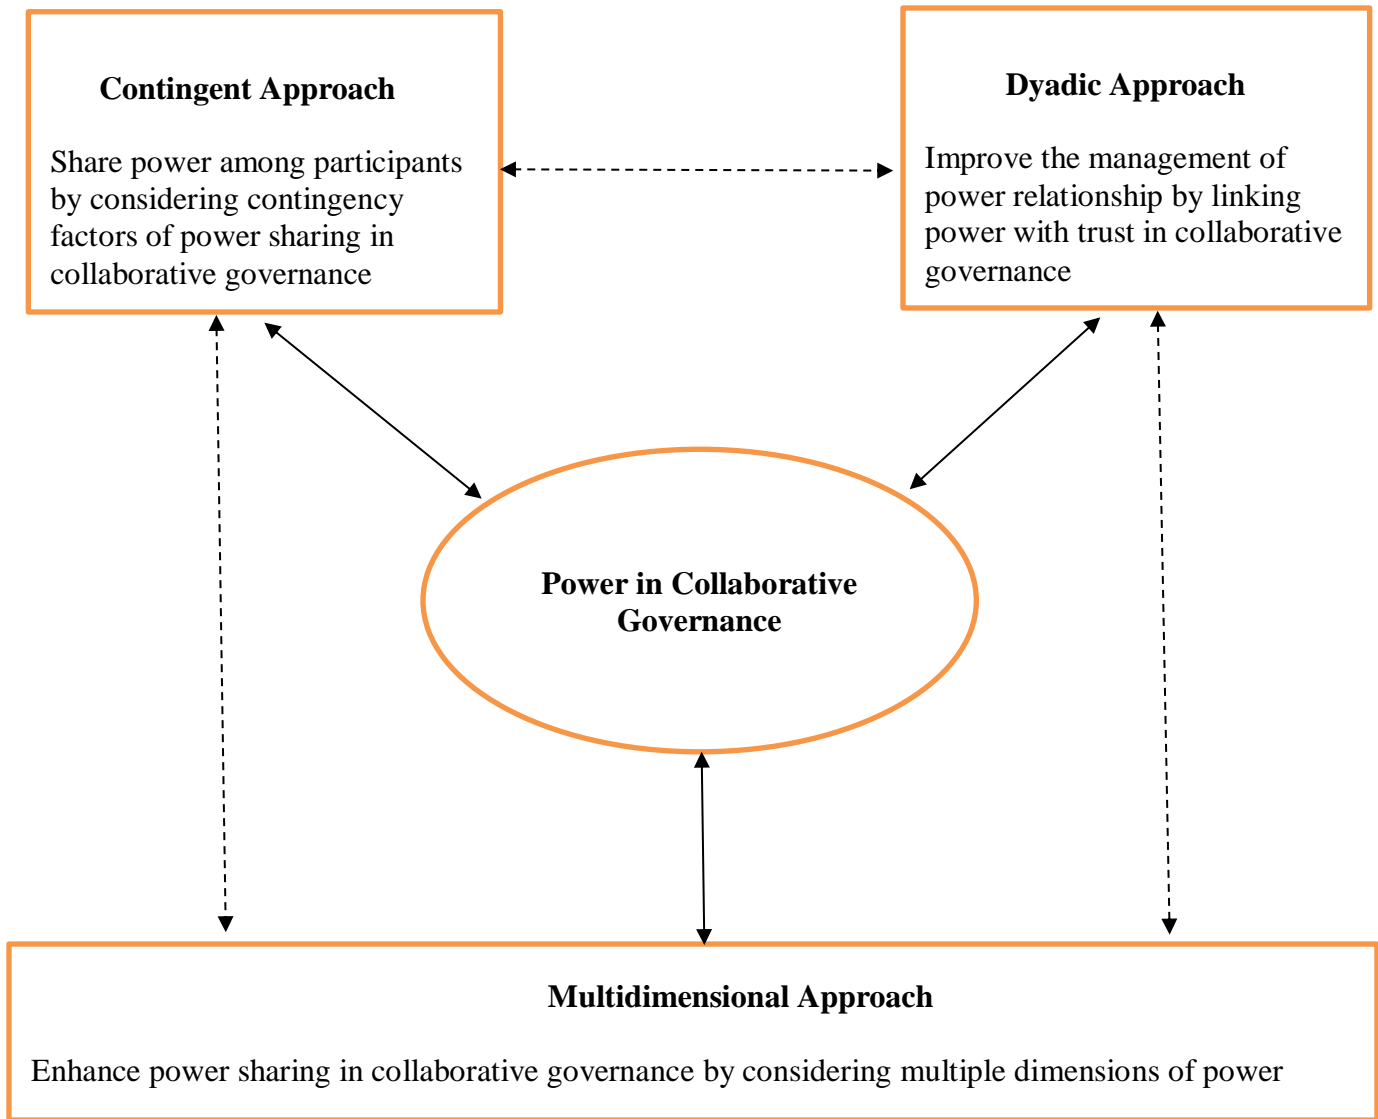 Contingent Approach
Share power among participants
by considering contingency
factors of power sharing in
collaborative governance
Dyadic Approach
Improve the management of
power relationship by linking
power with trust in collaborative
governance
Power in Collaborative
Governance
Multidimensional Approach
Enhance power sharing in collaborative governance by considering multiple dimensions of power